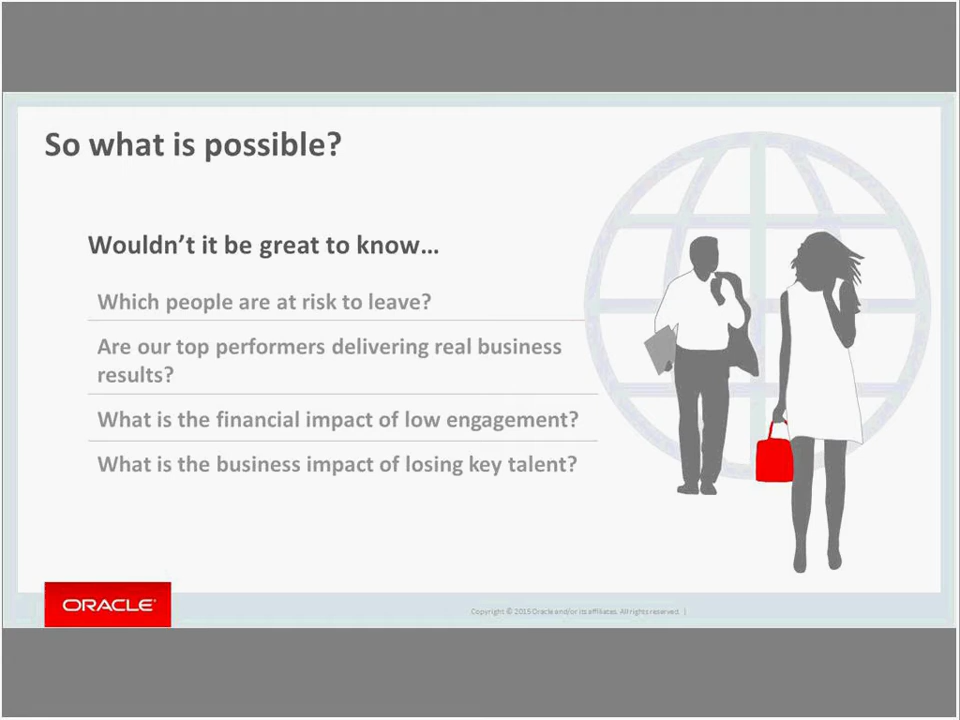 So what is possible?
Wouldn’t it be great to know…
Which people are at risk to leave?
Are our top performers delivering real business
results?
What is the financial impact of low engagement?
What is the business impact of losing key talent?
ORACLE
Copyright © 2015 Oracle and/or its affiliates. All rights reserved. |